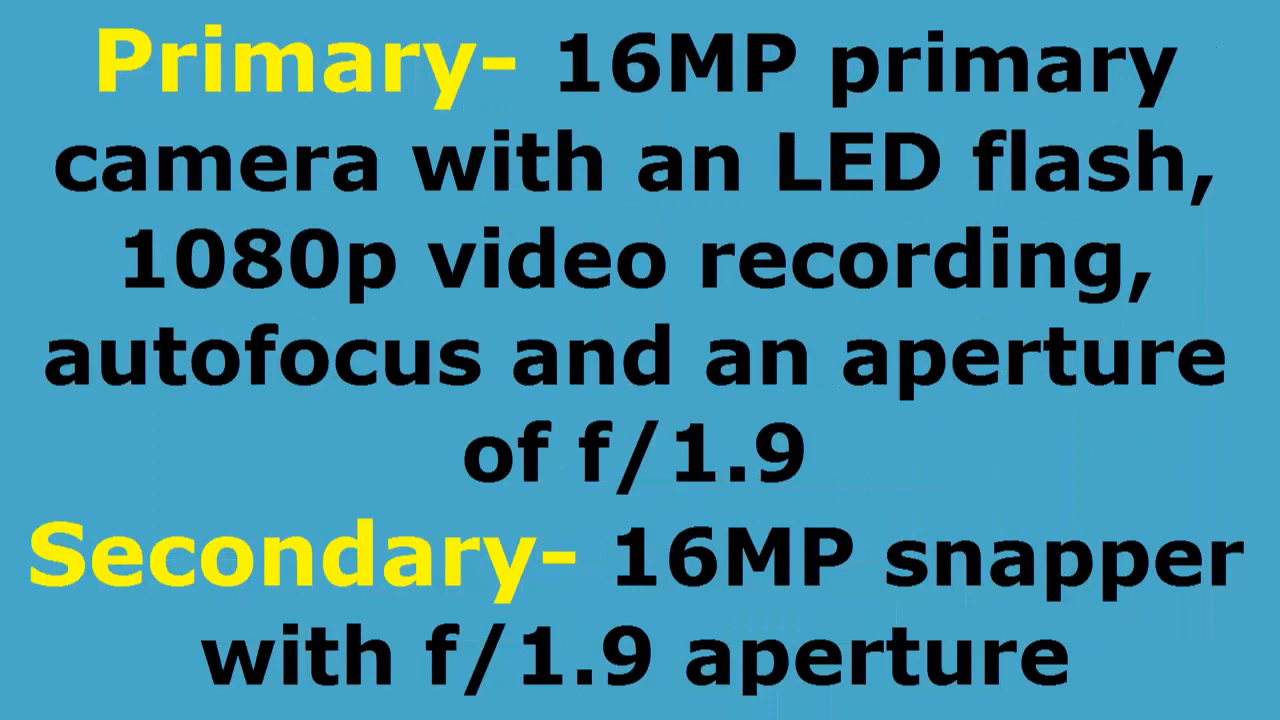 Primary- 16MP primary
camera with an LED flash,
1080p video recording,
autofocus and an aperture
of f/1.9
Secondary- 16MP snapper
with f/1.9 aperture